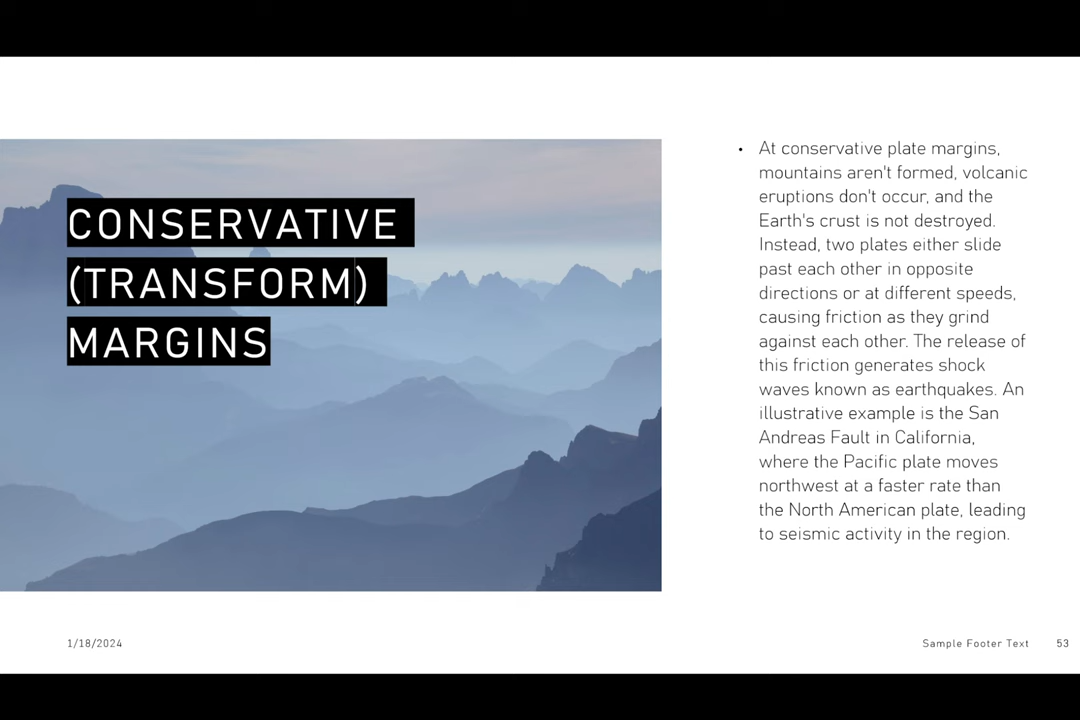 CONSERVATIVE
(TRANSFORM)
MARGINS
• At conservative plate margins,
mountains aren't formed, volcanic
eruptions don't occur, and the
Earth's crust is not destroyed.
Instead, two plates either slide
past each other in opposite
directions or at different speeds,
causing friction as they grind
against each other. The release of
this friction generates shock
waves known as earthquakes. An
illustrative example is the San
Andreas Fault in California,
where the Pacific plate moves
northwest at a faster rate than
the North American plate, leading
to seismic activity in the region.
1/18/2024
Sample Footer Text 53